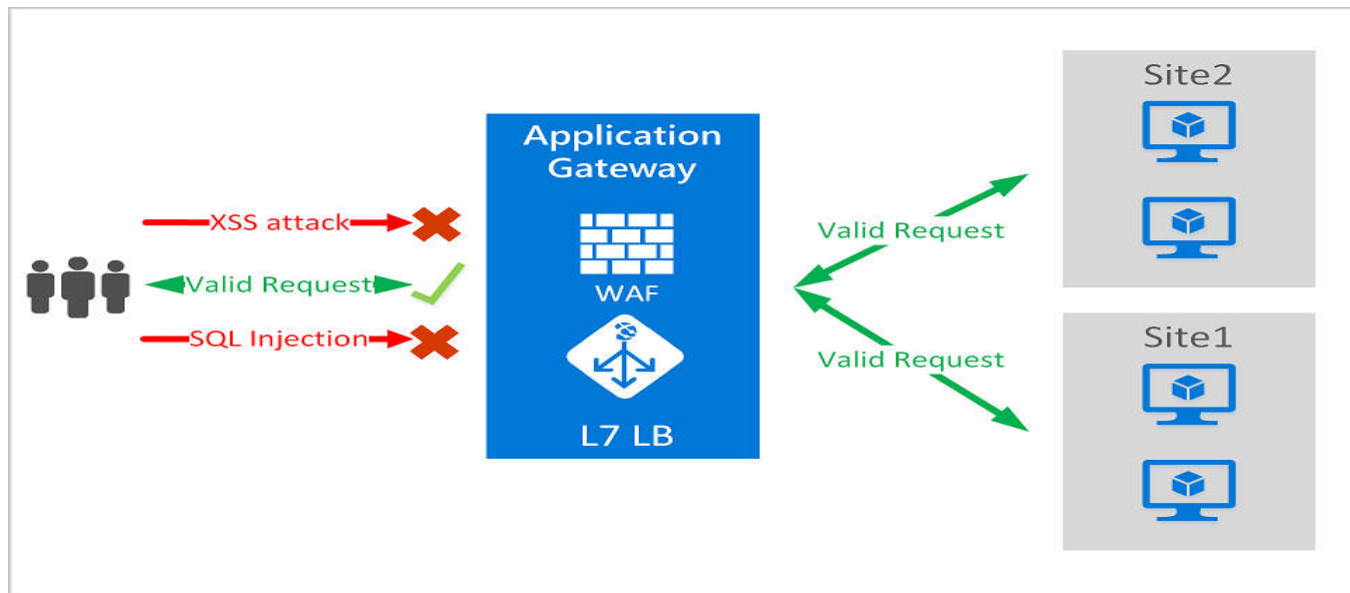 XSS attack
Valid Request
SQL Injection
Application
Gateway
WAF
L7 LB
Valid Request
Valid Request
Site2
Site1